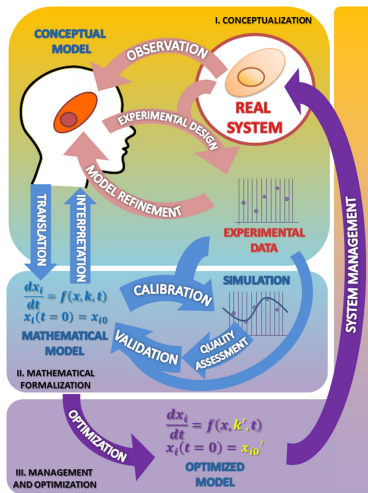 I. CONCEPTUALIZATION
CONCEPTUAL
MODEL
OBSERVATION
REAL
SYSTEM
EXPERIMENTAL DESIGN
MODEL REFINEMENT
EXPERIMENTAL
DATA
TRANSLATION
INTERPRETATION
SYSTEM MANAGEMENT
CALIBRATION
SIMULATION
dx_i/dt = f(x,k,t)
x_i(t = 0) = x_i0
MATHEMATICAL
MODEL
VALIDATION
QUALITY
ASSESSMENT
II. MATHEMATICAL
FORMALIZATION
OPTIMIZATION
dx_i/dt = f(x,k',t)
x_i(t = 0) = x_i0'
OPTIMIZED
MODEL
III. MANAGEMENT
AND OPTIMIZATION